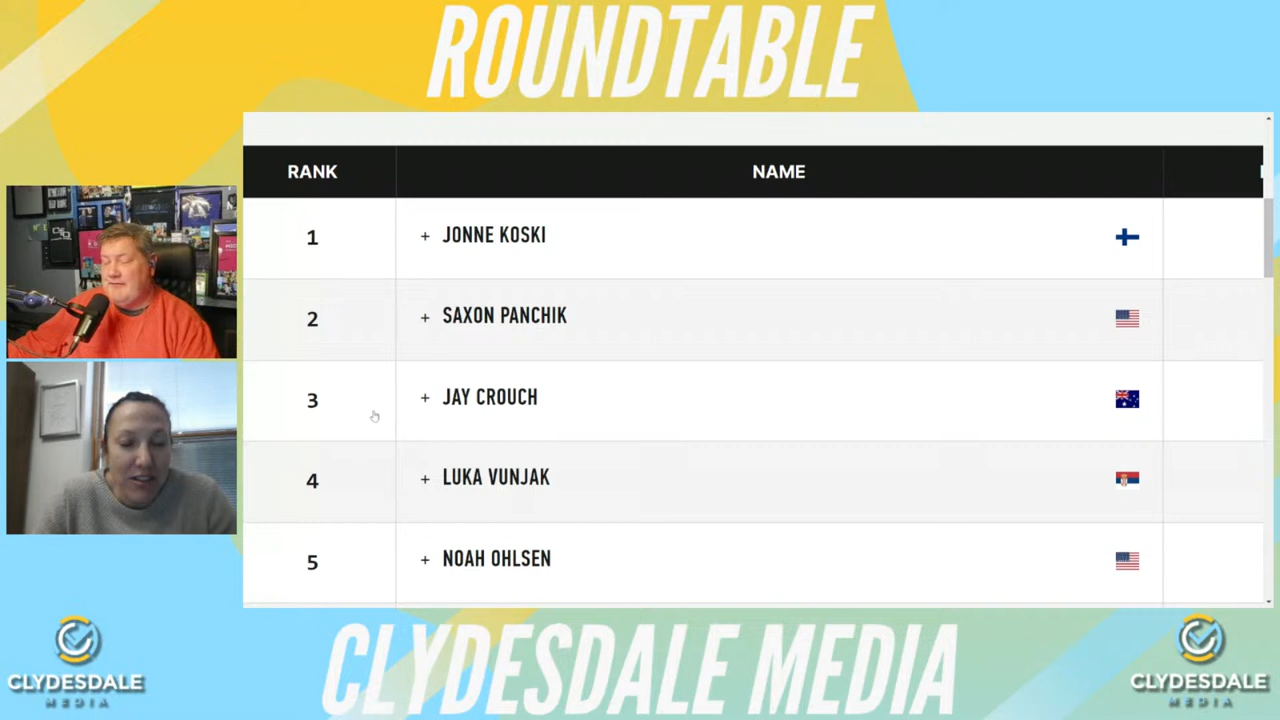 ROUNDTABLE
RANK NAME
1 + JONNE KOSKI
2 + SAXON PANCHIK
3 + JAY CROUCH
4 + LUKA VUNJAK
5 + NOAH OHLSEN
CLYDESDALE MEDIA
CLYDESDALE
MEDIA
CLYDESDALE
MEDIA